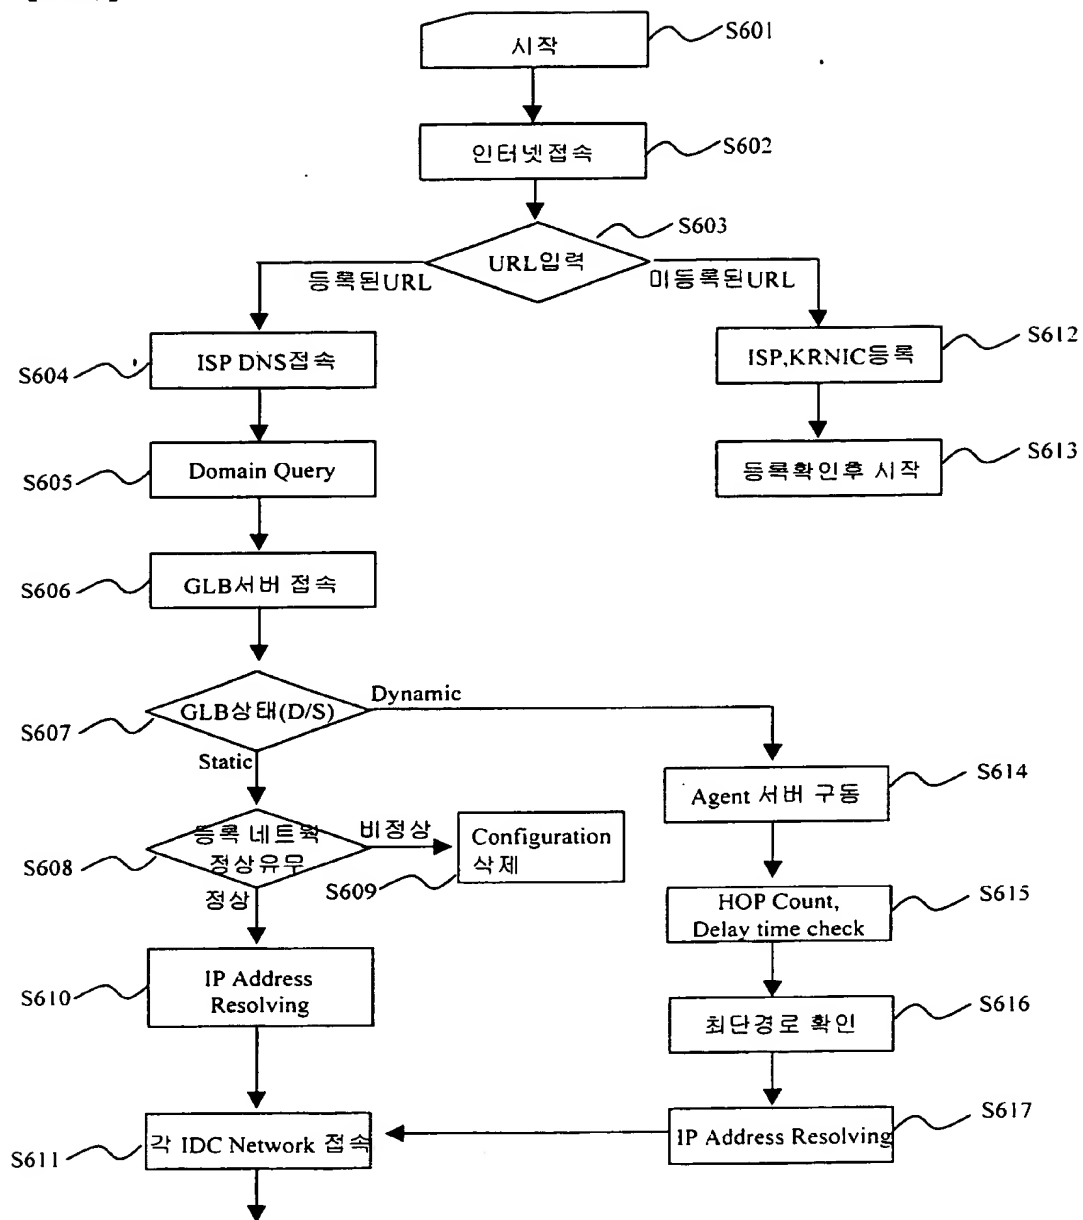 시작
S601
인터넷접속
S602
S603
URL입력
등록된URL
미등록된URL
S604
ISP DNS접속
ISP,KRNIC등록
S612
S605
Domain Query
등록확인후 시작
S613
S606
GLB서버 접속
S607
GLB상태(D/S)
Dynamic
Static
Agent 서버 구동
S614
S608
등록 네트웍
정상유무
비정상
정상
S609
Configuration
삭제
HOP Count,
Delay time check
S615
S610
IP Address
Resolving
최단경로 확인
S616
S611
각 IDC Network 접속
IP Address Resolving
S617